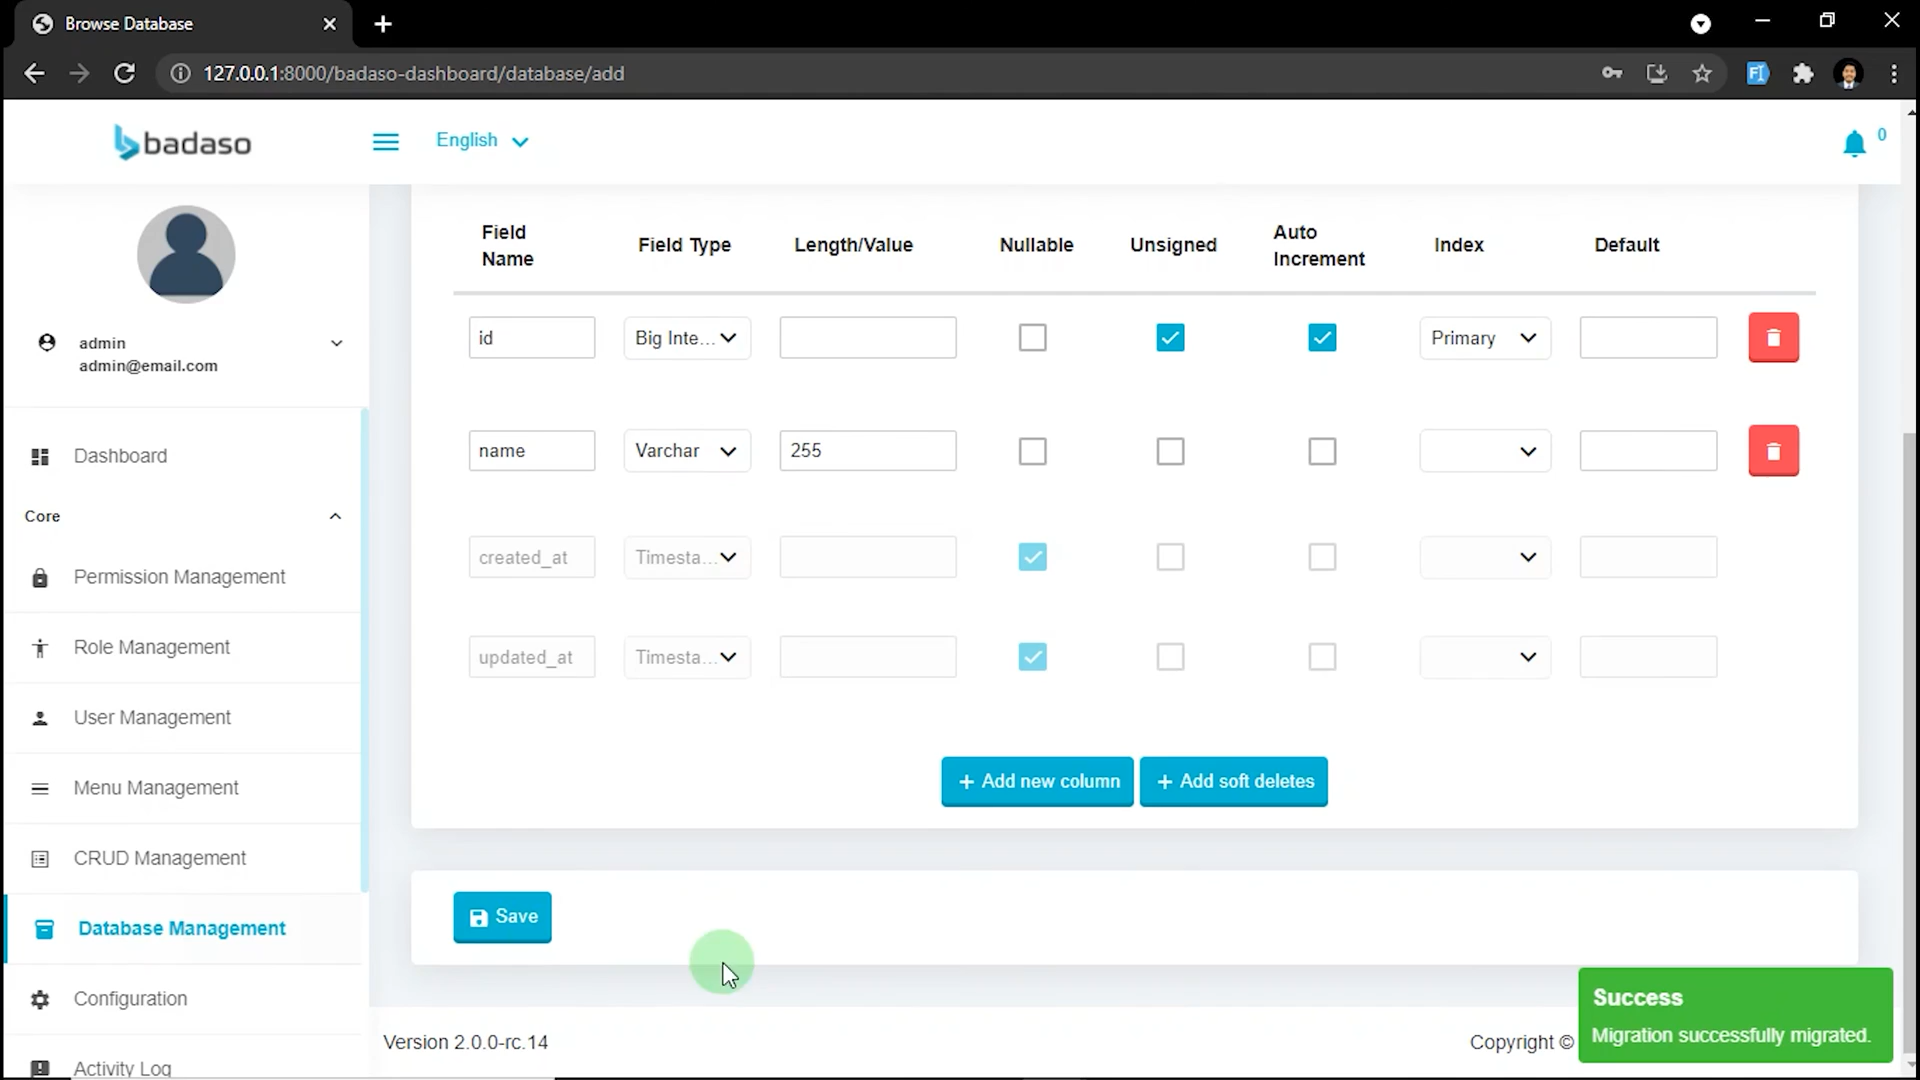 Browse Database
127.0.0.1:8000/badaso-dashboard/database/add
badaso
English
0
admin
admin@email.com
Dashboard
Core
Permission Management
Role Management
User Management
Menu Management
CRUD Management
Database Management
Configuration
Activity Log
Field Name Field Type Length/Value Nullable Unsigned Auto Increment Index Default
id Big Inte... Primary
name Varchar 255
created_at Timesta...
updated_at Timesta...
+ Add new column + Add soft deletes
Save
Version 2.0.0-rc.14
Copyright ©
Success
Migration successfully migrated.